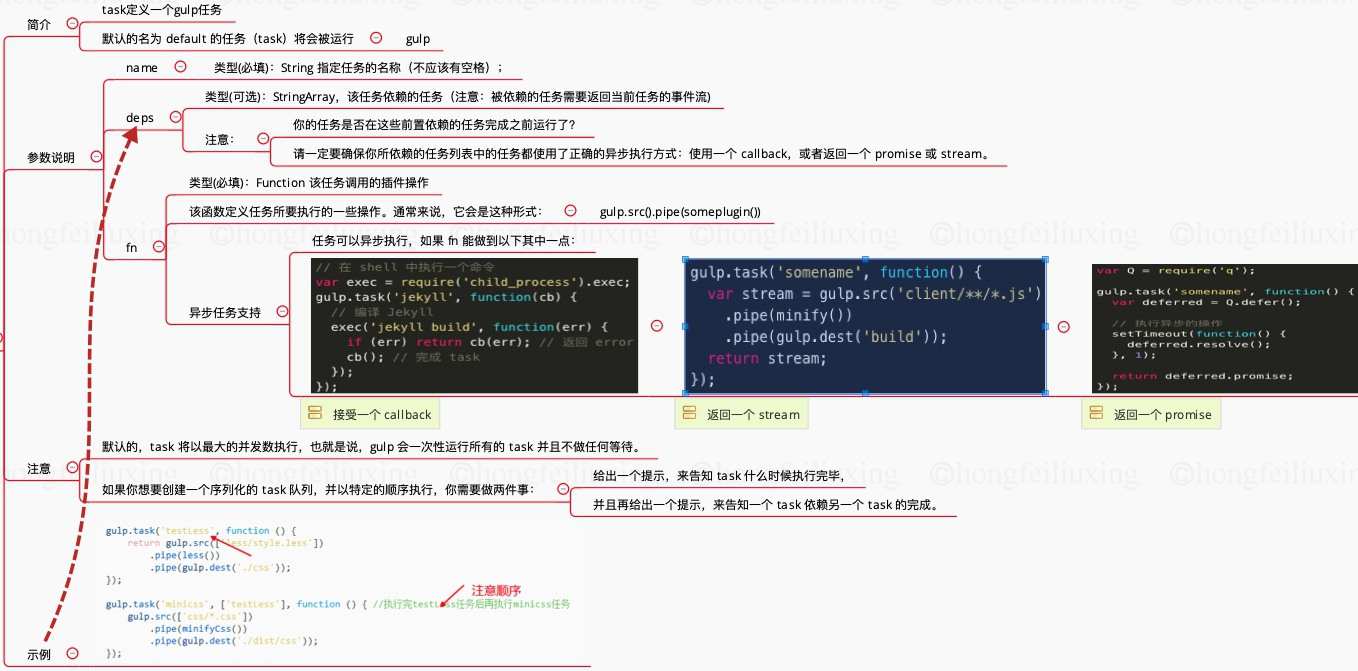 简介
task定义一个gulp任务
默认的名为 default 的任务（task）将会被运行
gulp
参数说明
name
类型(必填)：String 指定任务的名称（不应该有空格）；
deps
类型(可选)：StringArray，该任务依赖的任务（注意：被依赖的任务需要返回当前任务的事件流)
注意：
你的任务是否在这些前置依赖的任务完成之前运行了?
请一定要确保你所依赖的任务列表中的任务都使用了正确的异步执行方式：使用一个 callback，或者返回一个 promise 或 stream。
fn
类型(必填)：Function 该任务调用的插件操作
该函数定义任务所要执行的一些操作。通常来说，它会是这种形式：
gulp.src().pipe(someplugin())
异步任务支持
任务可以异步执行，如果 fn 能做到以下其中一点：
// 在 shell 中执行一个命令
var exec = require('child_process').exec;
gulp.task('jekyll', function(cb) {
// 编译 Jekyll
exec('jekyll build', function(err) {
if (err) return cb(err); // 返回 error
cb(); // 完成 task
});
});
接受一个 callback
gulp.task('somename', function() {
var stream = gulp.src('client/**/*.js')
.pipe(minify())
.pipe(gulp.dest('build'));
return stream;
});
返回一个 stream
var Q = require('q');
gulp.task('somename', function() {
var deferred = Q.defer();
// 执行异步的操作
setTimeout(function() {
deferred.resolve();
}, 1);
return deferred.promise;
});
返回一个 promise
注意
默认的，task 将以最大的并发数执行，也就是说，gulp 会一次性运行所有的 task 并且不做任何等待。
如果你想要创建一个序列化的 task 队列，并以特定的顺序执行，你需要做两件事：
给出一个提示，来告知 task 什么时候执行完毕，
并且再给出一个提示，来告知一个 task 依赖另一个 task 的完成。
示例
gulp.task('testLess', function () {
return gulp.src(['less/style.less'])
.pipe(less())
.pipe(gulp.dest('./css'));
});
注意顺序
gulp.task('minicss', ['testLess'], function () { //执行完testLess任务后再执行minicss任务
gulp.src(['css/*.css'])
.pipe(minifyCss())
.pipe(gulp.dest('./dist/css'));
});
©hongfeiliuxing